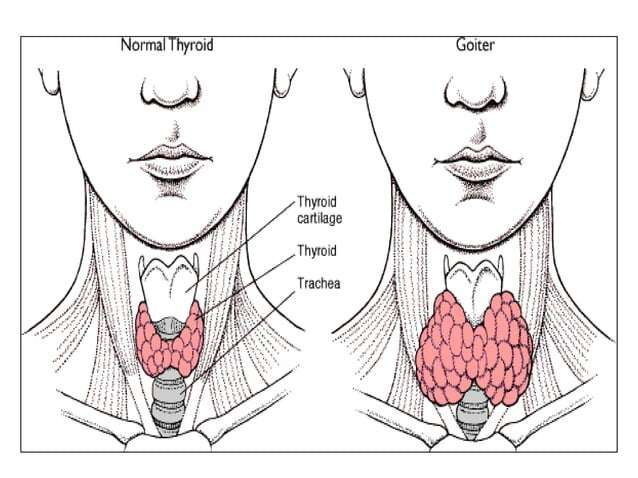 Normal Thyroid
Goiter
Thyroid
cartilage
Thyroid
Trachea